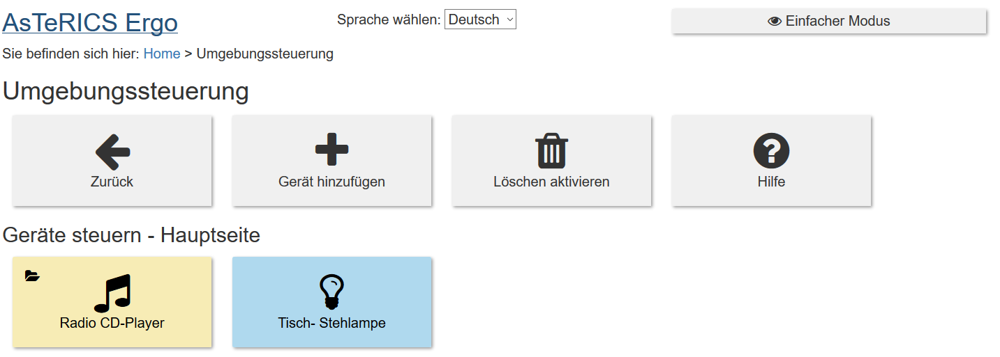 AsTeRICS Ergo
Sprache wählen: Deutsch
Einfacher Modus
Sie befinden sich hier: Home > Umgebungssteuerung
Umgebungssteuerung
Zurück
Gerät hinzufügen
Löschen aktivieren
Hilfe
Geräte steuern - Hauptseite
Radio CD-Player
Tisch- Stehlampe